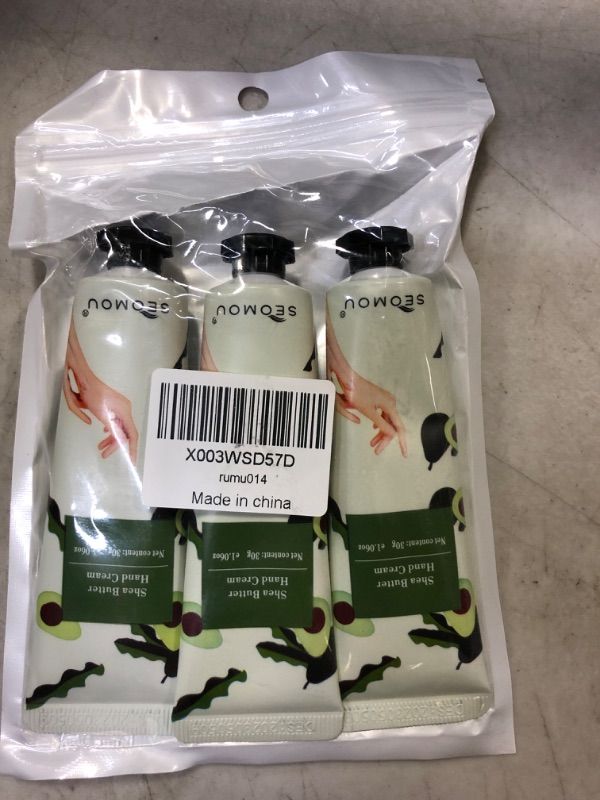 SEOMOU®
SEOMOU®
SEOMOU®
X003WSD57D
rumu014
Made in china
Shea Butter
Hand Cream
Net content: 30g e1.06oz
Shea Butter
Hand Cream
Net content: 30g e1.06oz
Shea Butter
Hand Cream
Net content: 30g e1.06oz